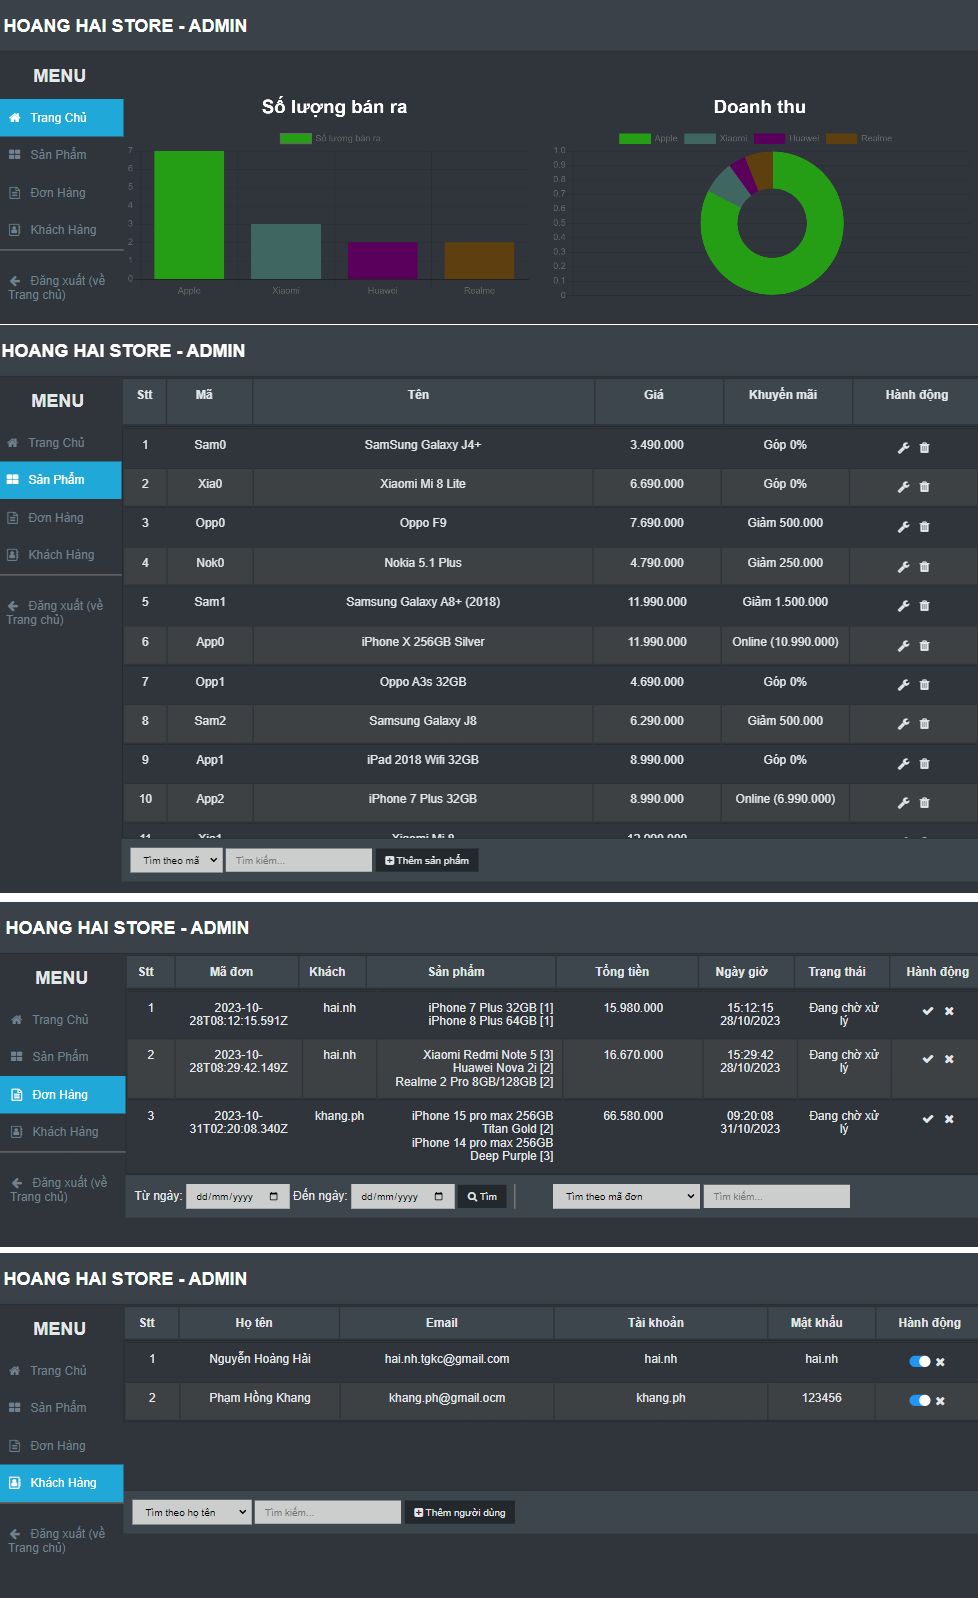 HOANG HAI STORE - ADMIN
MENU
Trang Chủ
Sản Phẩm
Đơn Hàng
Khách Hàng
Đăng xuất (về
Trang chủ)
Số lượng bán ra
Số lượng bán ra
7
6
5
4
3
2
1
0
Apple Xiaomi Huawei Realme
Doanh thu
Apple Xiaomi Huawei Realme
1.0
0.9
0.8
0.7
0.6
0.5
0.4
0.3
0.2
0.1
0
HOANG HAI STORE - ADMIN
MENU
Trang Chủ
Sản Phẩm
Đơn Hàng
Khách Hàng
Đăng xuất (về
Trang chủ)
Stt Mã Tên Giá Khuyến mãi Hành động
1 Sam0 SamSung Galaxy J4+ 3.490.000 Góp 0%
2 Xia0 Xiaomi Mi 8 Lite 6.690.000 Góp 0%
3 Opp0 Oppo F9 7.690.000 Giảm 500.000
4 Nok0 Nokia 5.1 Plus 4.790.000 Giảm 250.000
5 Sam1 Samsung Galaxy A8+ (2018) 11.990.000 Giảm 1.500.000
6 App0 iPhone X 256GB Silver 11.990.000 Online (10.990.000)
7 Opp1 Oppo A3s 32GB 4.690.000 Góp 0%
8 Sam2 Samsung Galaxy J8 6.290.000 Giảm 500.000
9 App1 iPad 2018 Wifi 32GB 8.990.000 Góp 0%
10 App2 iPhone 7 Plus 32GB 8.990.000 Online (6.990.000)
11 Xia1 Xiaomi Mi 8
Tìm theo mã Tìm kiếm... Thêm sản phẩm
HOANG HAI STORE - ADMIN
MENU
Trang Chủ
Sản Phẩm
Đơn Hàng
Khách Hàng
Đăng xuất (về
Trang chủ)
Stt Mã đơn Khách Sản phẩm Tổng tiền Ngày giờ Trạng thái Hành động
1 2023-10- hai.nh iPhone 7 Plus 32GB [1] 15.980.000 15:12:15 Đang chờ xử
28T08:12:15.591Z iPhone 8 Plus 64GB [1] 28/10/2023 lý
2 2023-10- hai.nh Xiaomi Redmi Note 5 [3] 16.670.000 15:29:42 Đang chờ xử
28T08:29:42.149Z Huawei Nova 2i [2] 28/10/2023 lý
Realme 2 Pro 8GB/128GB [2]
3 2023-10- khang.ph iPhone 15 pro max 256GB 66.580.000 09:20:08 Đang chờ xử
31T02:20:08.340Z Titan Gold [2] 31/10/2023 lý
iPhone 14 pro max 256GB
Deep Purple [3]
Từ ngày: dd/mm/yyyy Đến ngày: dd/mm/yyyy Tìm Tìm theo mã đơn Tìm kiếm...
HOANG HAI STORE - ADMIN
MENU
Trang Chủ
Sản Phẩm
Đơn Hàng
Khách Hàng
Đăng xuất (về
Trang chủ)
Stt Họ tên Email Tài khoản Mật khẩu Hành động
1 Nguyễn Hoàng Hải hai.nh.tgkc@gmail.com hai.nh hai.nh
2 Phạm Hồng Khang khang.ph@gmail.ocm khang.ph 123456
Tìm theo họ tên Tìm kiếm... Thêm người dùng